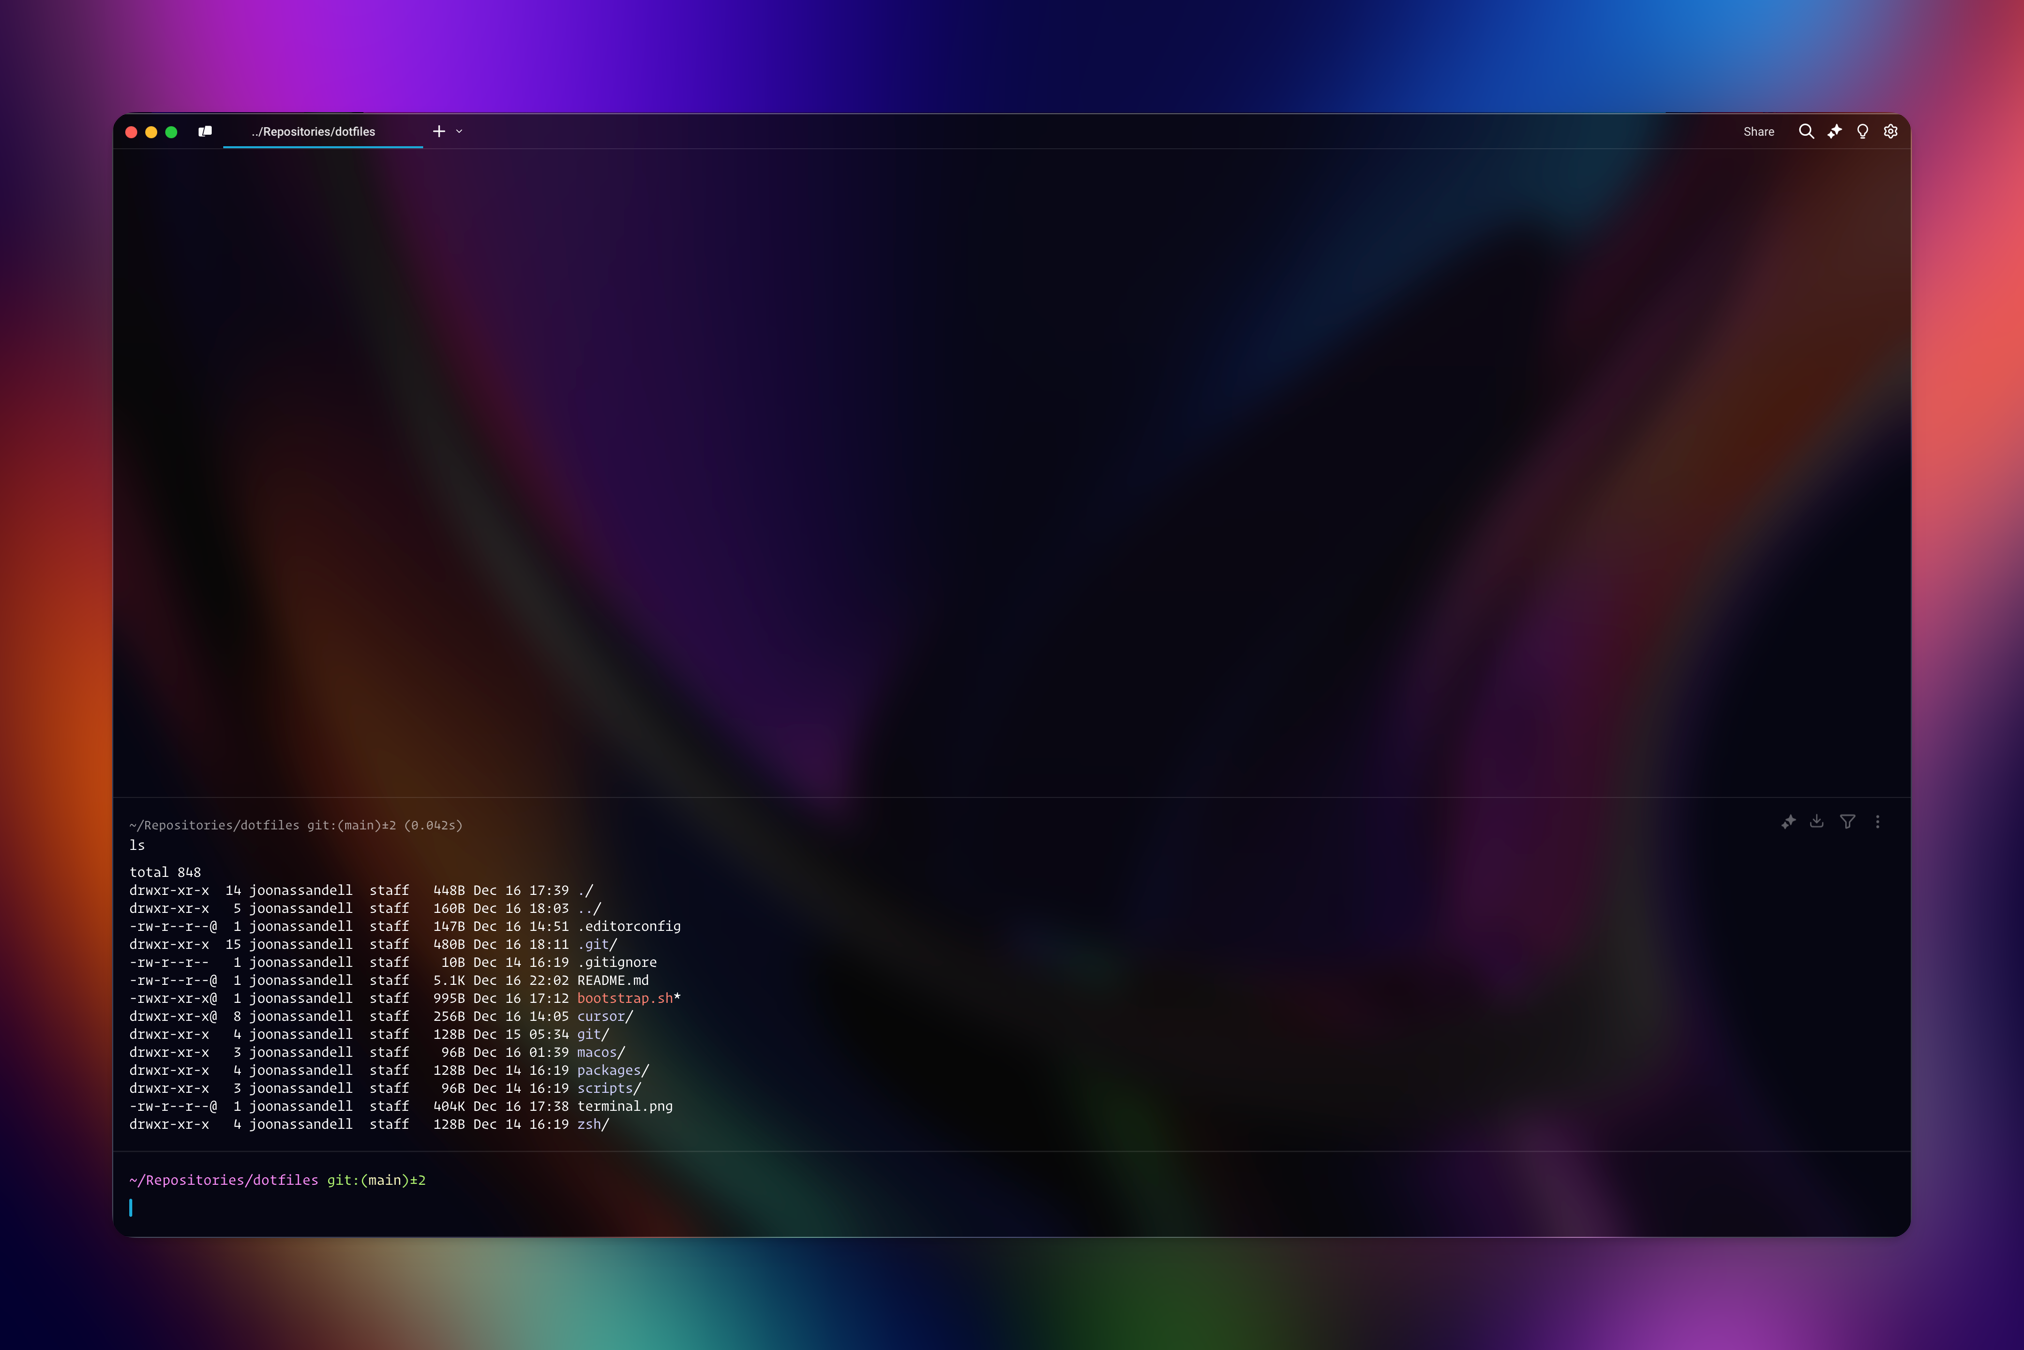 ../Repositories/dotfiles
Share
~/Repositories/dotfiles git:(main)±2 (0.042s)
ls
total 848
drwxr-xr-x  14 joonassandell  staff   448B Dec 16 17:39 ./
drwxr-xr-x   5 joonassandell  staff   160B Dec 16 18:03 ../
-rw-r--r--@  1 joonassandell  staff   147B Dec 16 14:51 .editorconfig
drwxr-xr-x  15 joonassandell  staff   480B Dec 16 18:11 .git/
-rw-r--r--   1 joonassandell  staff    10B Dec 14 16:19 .gitignore
-rw-r--r--@  1 joonassandell  staff   5.1K Dec 16 22:02 README.md
-rwxr-xr-x@  1 joonassandell  staff   995B Dec 16 17:12 bootstrap.sh*
drwxr-xr-x@  8 joonassandell  staff   256B Dec 16 14:05 cursor/
drwxr-xr-x   4 joonassandell  staff   128B Dec 15 05:34 git/
drwxr-xr-x   3 joonassandell  staff    96B Dec 16 01:39 macos/
drwxr-xr-x   4 joonassandell  staff   128B Dec 14 16:19 packages/
drwxr-xr-x   3 joonassandell  staff    96B Dec 14 16:19 scripts/
-rw-r--r--@  1 joonassandell  staff   404K Dec 16 17:38 terminal.png
drwxr-xr-x   4 joonassandell  staff   128B Dec 14 16:19 zsh/
~/Repositories/dotfiles git:(main)±2